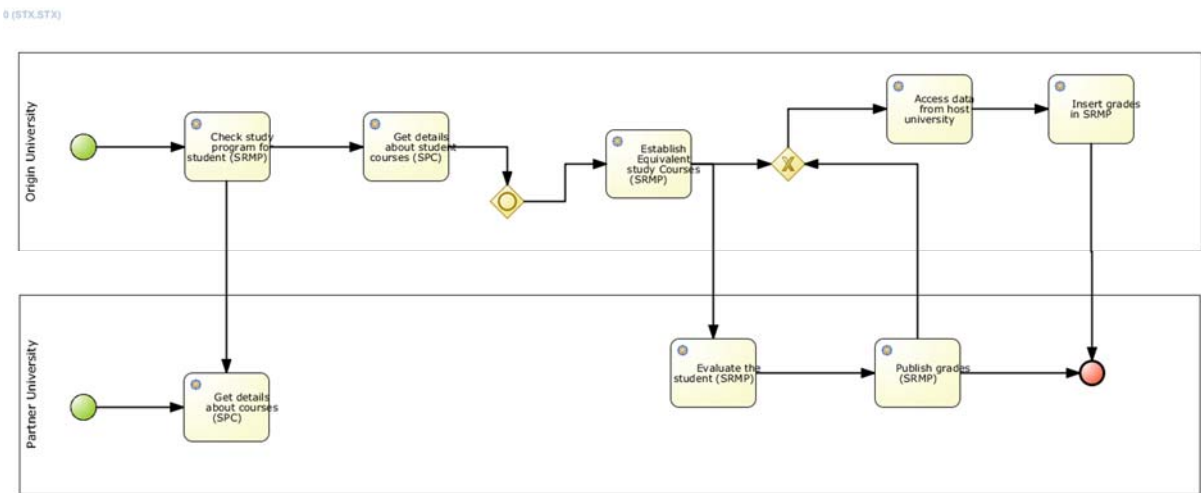 0 (STX.STX)
Origin University
Check study
program for
student (SRMP)
Get details
about student
courses (SPC)
Establish
Equivalent
study Courses
(SRMP)
X
Access data
from host
university
Insert grades
in SRMP
Partner University
Get details
about courses
(SPC)
Evaluate the
student (SRMP)
Publish grades
(SRMP)